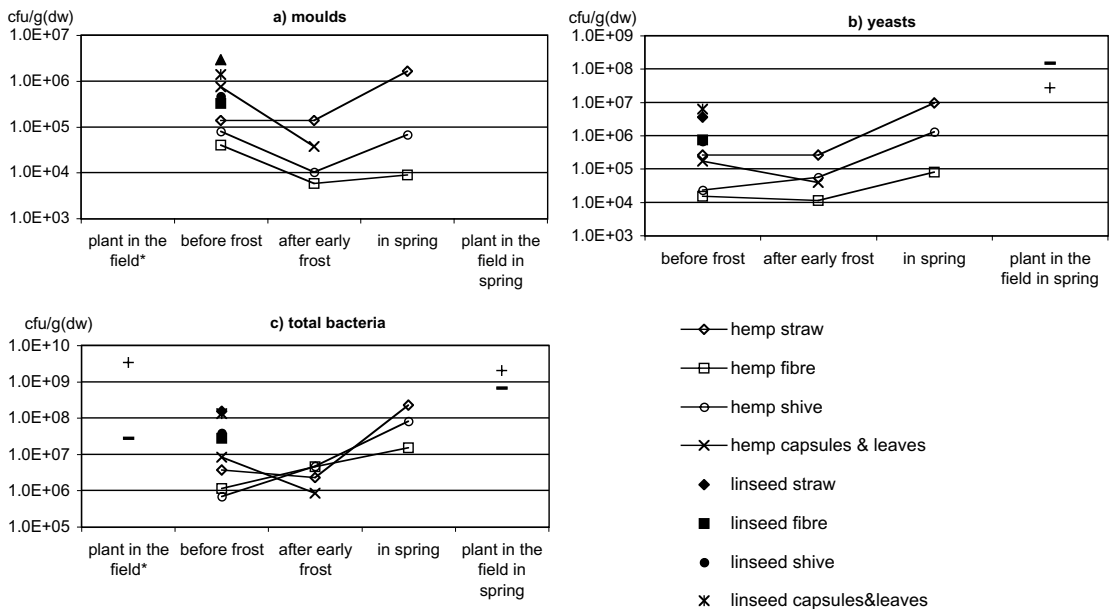 cfu/g(dw)
a) moulds
1.0E+07
1.0E+06
1.0E+05
1.0E+04
1.0E+03
plant in the field*
before frost
after early frost
in spring
plant in the field in spring
b) yeasts
1.0E+09
1.0E+08
1.0E+07
1.0E+06
1.0E+05
1.0E+04
1.0E+03
before frost
after early frost
in spring
plant in the field in spring
cfu/g(dw)
c) total bacteria
1.0E+10
1.0E+09
1.0E+08
1.0E+07
1.0E+06
1.0E+05
plant in the field*
before frost
after early frost
in spring
plant in the field in spring
hemp straw
hemp fibre
hemp shive
hemp capsules & leaves
linseed straw
linseed fibre
linseed shive
linseed capsules&leaves